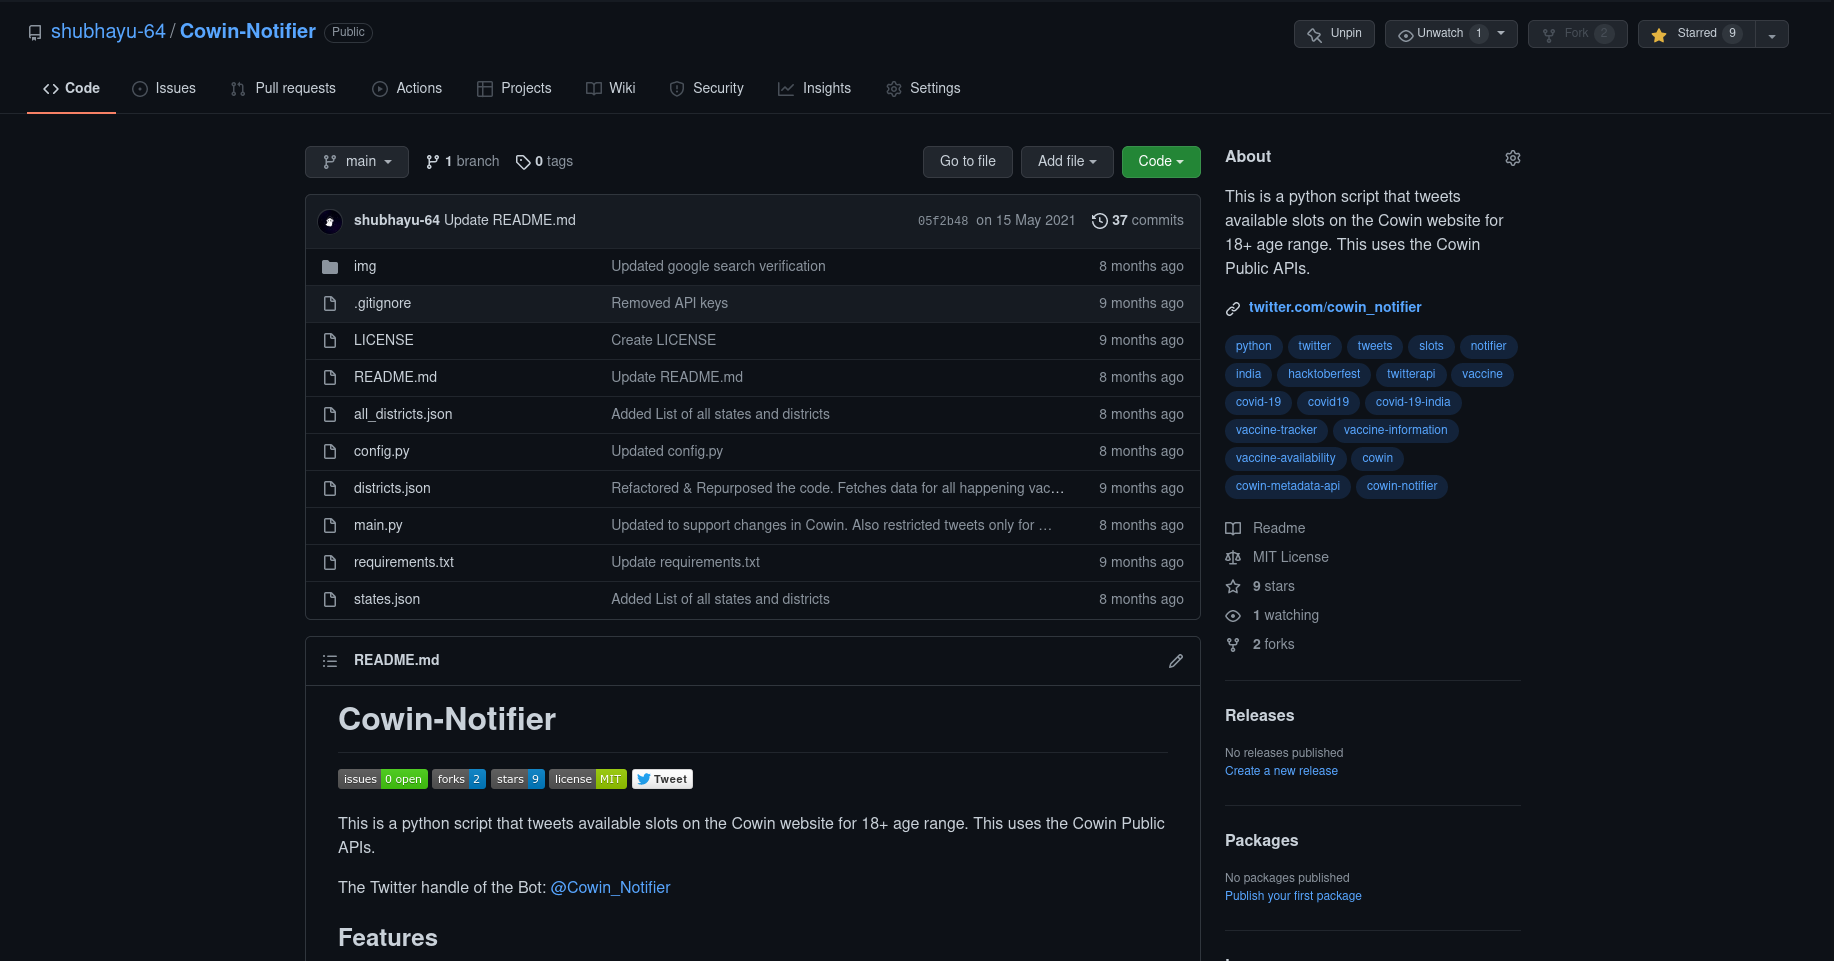 shubhayu-64 / Cowin-Notifier Public
Unpin Unwatch 1 Fork 2 Starred 9
Code Issues Pull requests Actions Projects Wiki Security Insights Settings
main 1 branch 0 tags Go to file Add file Code
shubhayu-64 Update README.md 05f2b48 on 15 May 2021 37 commits
img Updated google search verification 8 months ago
.gitignore Removed API keys 9 months ago
LICENSE Create LICENSE 9 months ago
README.md Update README.md 8 months ago
all_districts.json Added List of all states and districts 8 months ago
config.py Updated config.py 8 months ago
districts.json Refactored & Repurposed the code. Fetches data for all happening vac… 9 months ago
main.py Updated to support changes in Cowin. Also restricted tweets only for … 8 months ago
requirements.txt Update requirements.txt 9 months ago
states.json Added List of all states and districts 8 months ago
README.md
Cowin-Notifier
issues 0 open forks 2 stars 9 license MIT Tweet
This is a python script that tweets available slots on the Cowin website for 18+ age range. This uses the Cowin Public
APIs.
The Twitter handle of the Bot: @Cowin_Notifier
Features
About
This is a python script that tweets
available slots on the Cowin website for
18+ age range. This uses the Cowin
Public APIs.
twitter.com/cowin_notifier
python twitter tweets slots notifier
india hacktoberfest twitterapi vaccine
covid-19 covid19 covid-19-india
vaccine-tracker vaccine-information
vaccine-availability cowin
cowin-metadata-api cowin-notifier
Readme
MIT License
9 stars
1 watching
2 forks
Releases
No releases published
Create a new release
Packages
No packages published
Publish your first package